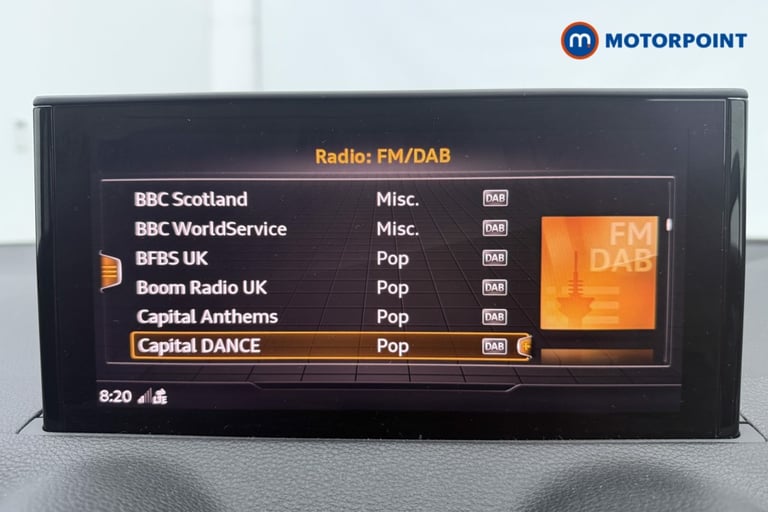 m MOTORPOINT
Radio: FM/DAB
BBC Scotland Misc. DAB
BBC WorldService Misc. DAB
BFBS UK Pop DAB
Boom Radio UK Pop DAB
Capital Anthems Pop DAB
Capital DANCE Pop DAB
FM
DAB
8:20 LTE